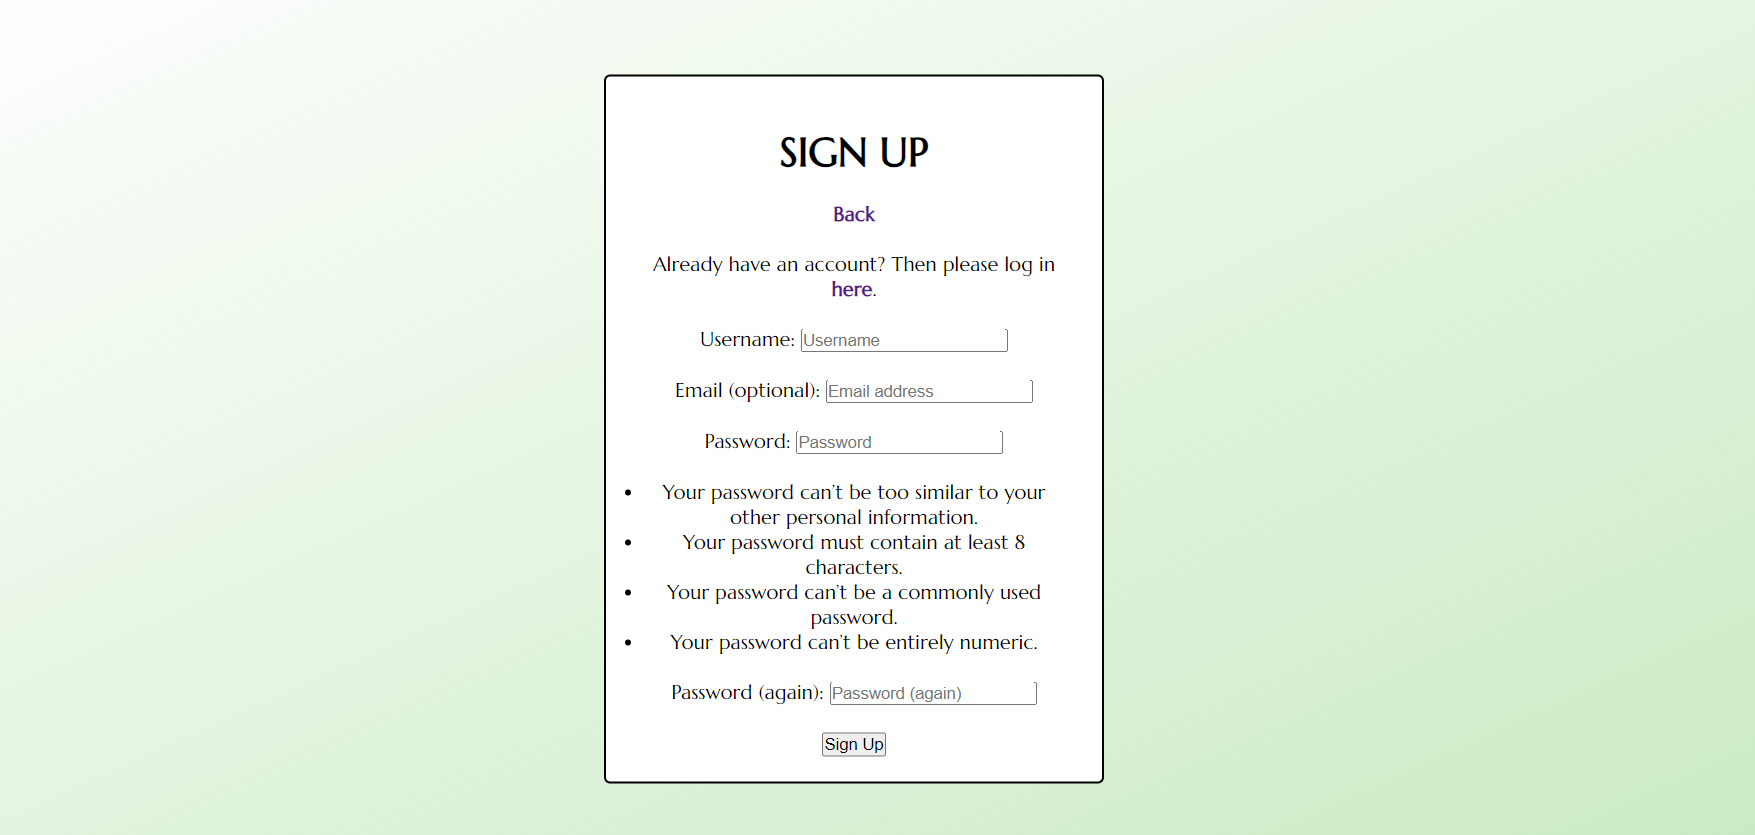 SIGN UP
Back
Already have an account? Then please log in
here.
Username: Username
Email (optional): Email address
Password: Password
Your password can't be too similar to your
other personal information.
Your password must contain at least 8
characters.
Your password can't be a commonly used
password.
Your password can't be entirely numeric.
Password (again): Password (again)
Sign Up